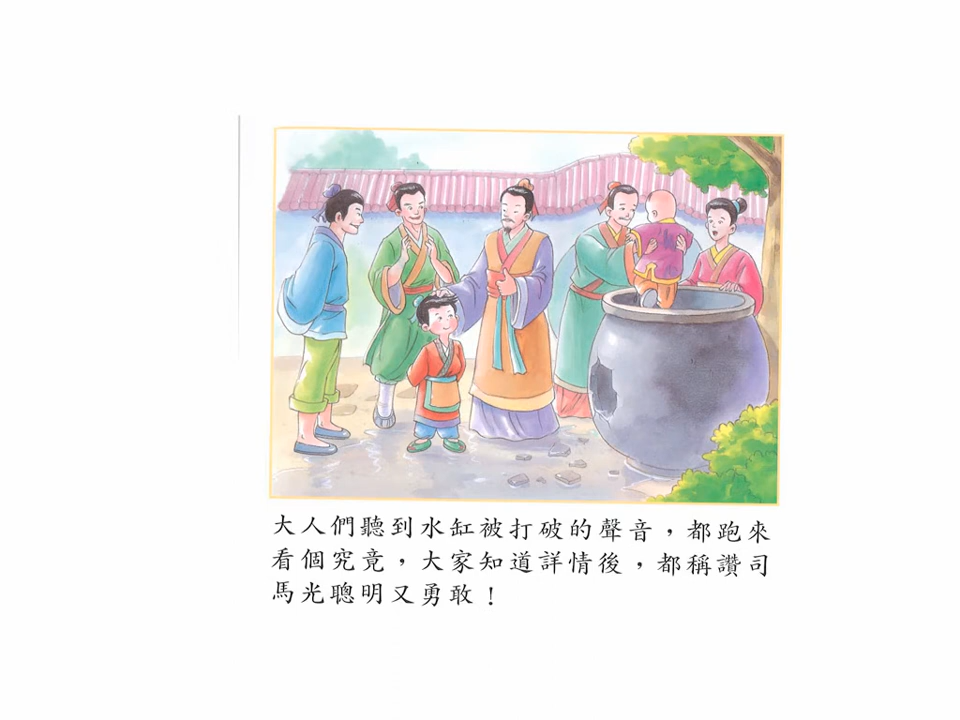 大人們聽到水缸被打破的聲音，都跑來
看個究竟，大家知道詳情後，都稱讚司
馬光聰明又勇敢！